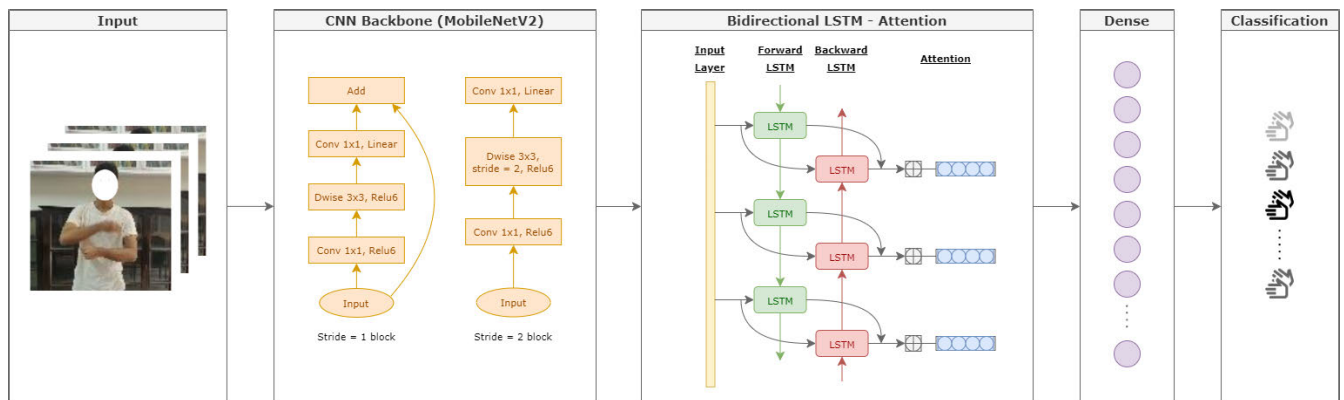 Input
CNN Backbone (MobileNetV2)
Bidirectional LSTM - Attention
Dense
Classification
Add
Conv 1x1, Linear
Dwise 3x3, Relu6
Conv 1x1, Relu6
Input
Stride = 1 block
Conv 1x1, Linear
Dwise 3x3,
stride = 2, Relu6
Conv 1x1, Relu6
Input
Stride = 2 block
Input
Layer
Forward
LSTM
Backward
LSTM
Attention
LSTM
LSTM
LSTM
LSTM
LSTM
LSTM